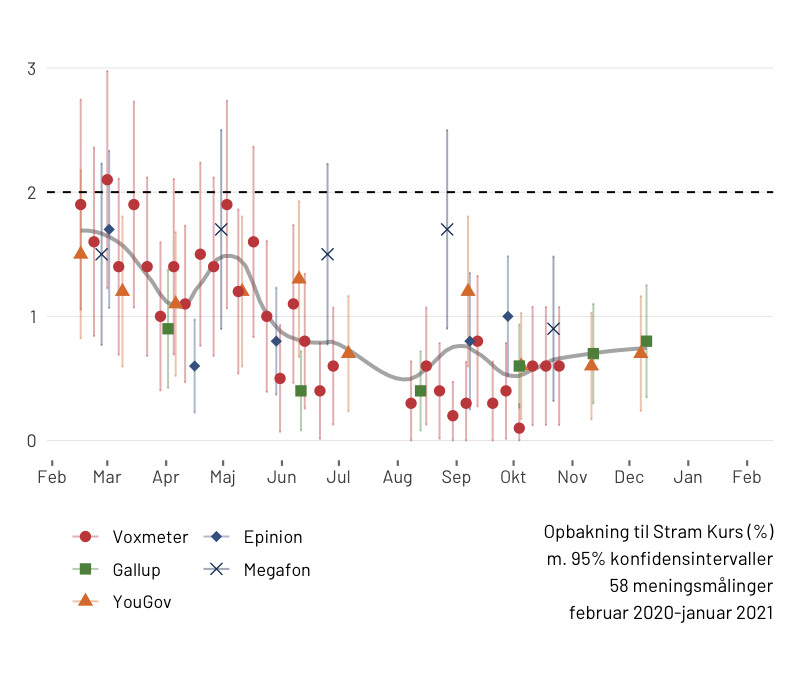 3
2
1
0
Feb Mar Apr Maj Jun Jul Aug Sep Okt Nov Dec Jan Feb
Voxmeter Epinion
Gallup Megafon
YouGov
Opbakning til Stram Kurs (%)
m. 95% konfidensintervaller
58 meningsmålinger
februar 2020-januar 2021